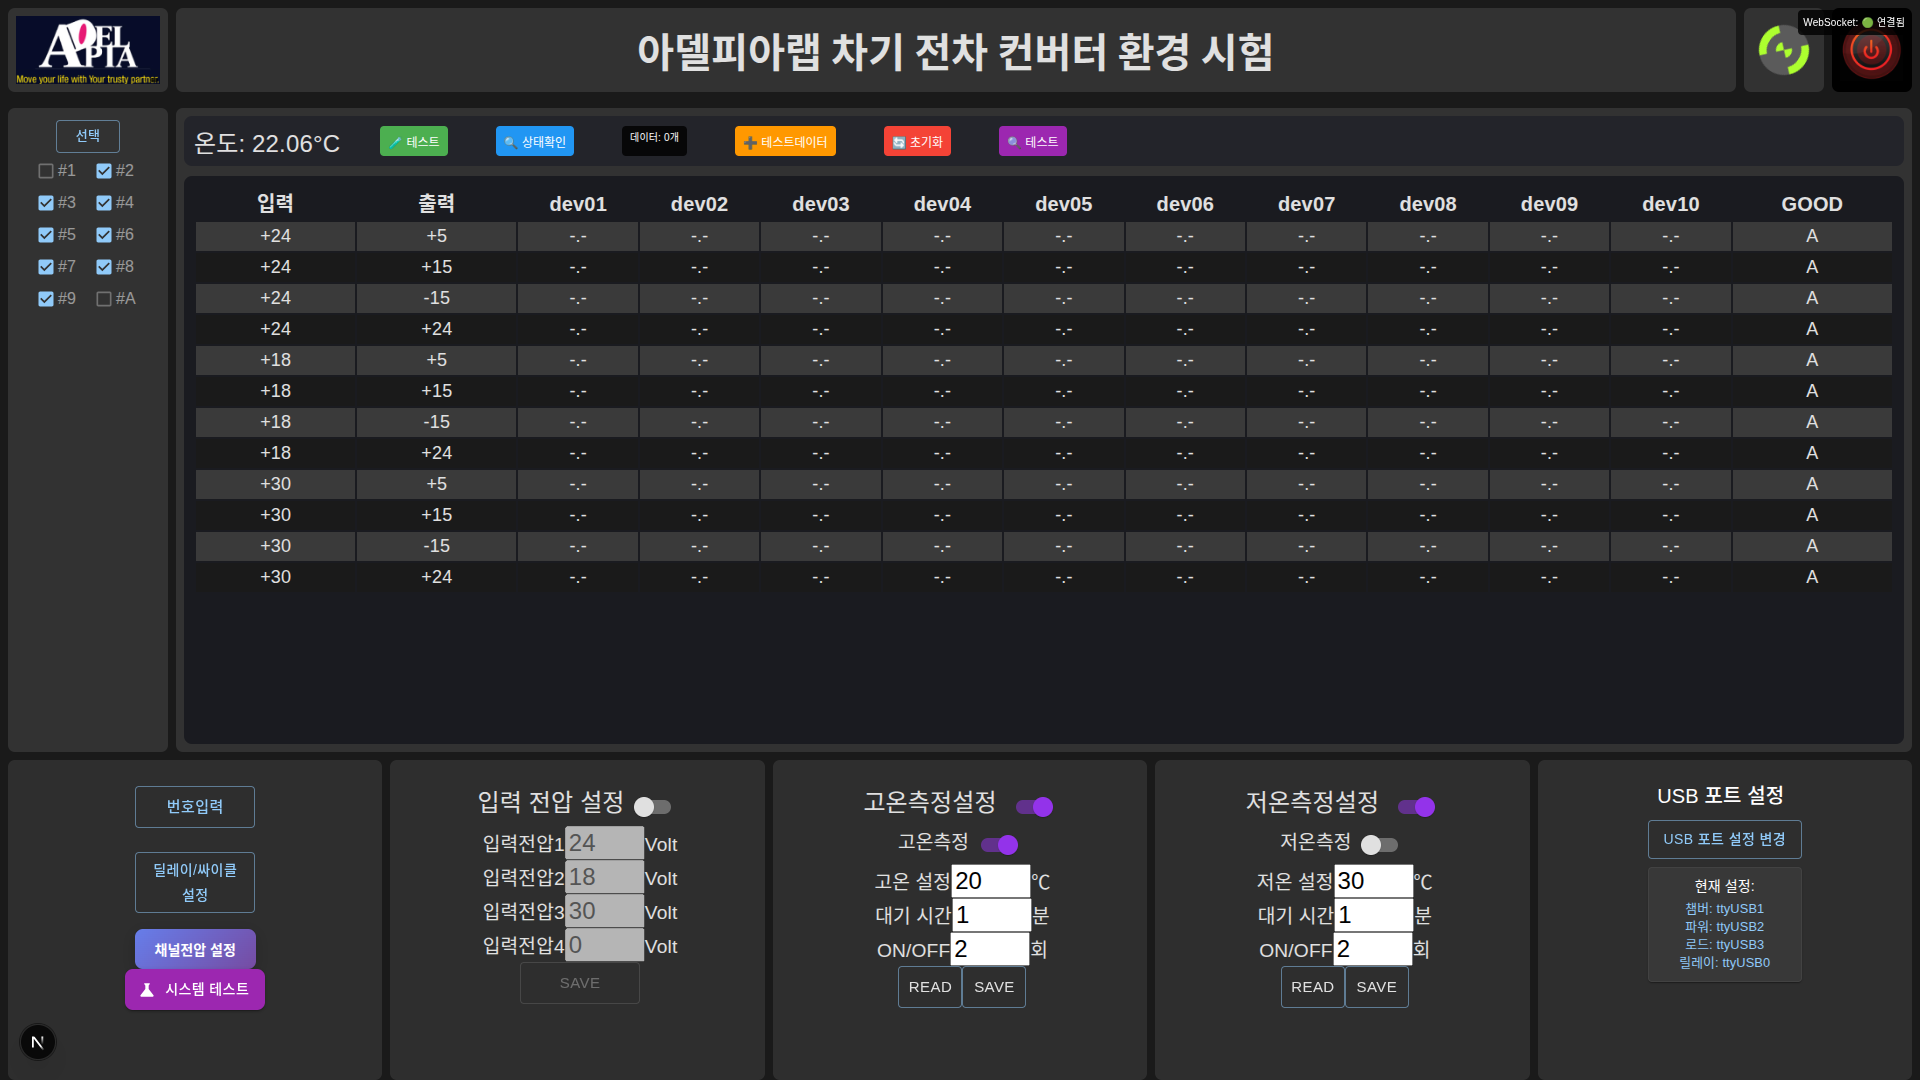 ADELPIA
Move your life with Your trusty partner.
아델피아랩 차기 전차 컨버터 환경 시험
WebSocket: 🟢 연결됨
선택
#1 #2
#3 #4
#5 #6
#7 #8
#9 #A
온도: 22.06°C 🧪 테스트 🔍 상태확인 데이터: 0개 ➕ 테스트데이터 🔄 초기화 🔍 테스트
입력 출력 dev01 dev02 dev03 dev04 dev05 dev06 dev07 dev08 dev09 dev10 GOOD
+24 +5 -.- -.- -.- -.- -.- -.- -.- -.- -.- -.- A
+24 +15 -.- -.- -.- -.- -.- -.- -.- -.- -.- -.- A
+24 -15 -.- -.- -.- -.- -.- -.- -.- -.- -.- -.- A
+24 +24 -.- -.- -.- -.- -.- -.- -.- -.- -.- -.- A
+18 +5 -.- -.- -.- -.- -.- -.- -.- -.- -.- -.- A
+18 +15 -.- -.- -.- -.- -.- -.- -.- -.- -.- -.- A
+18 -15 -.- -.- -.- -.- -.- -.- -.- -.- -.- -.- A
+18 +24 -.- -.- -.- -.- -.- -.- -.- -.- -.- -.- A
+30 +5 -.- -.- -.- -.- -.- -.- -.- -.- -.- -.- A
+30 +15 -.- -.- -.- -.- -.- -.- -.- -.- -.- -.- A
+30 -15 -.- -.- -.- -.- -.- -.- -.- -.- -.- -.- A
+30 +24 -.- -.- -.- -.- -.- -.- -.- -.- -.- -.- A
번호입력
딜레이/싸이클
설정
채널전압 설정
시스템 테스트
N
입력 전압 설정
입력전압1 24 Volt
입력전압2 18 Volt
입력전압3 30 Volt
입력전압4 0 Volt
SAVE
고온측정설정
고온측정
고온 설정 20 ℃
대기 시간 1 분
ON/OFF 2 회
READ SAVE
저온측정설정
저온측정
저온 설정 30 ℃
대기 시간 1 분
ON/OFF 2 회
READ SAVE
USB 포트 설정
USB 포트 설정 변경
현재 설정:
챔버: ttyUSB1
파워: ttyUSB2
로드: ttyUSB3
릴레이: ttyUSB0